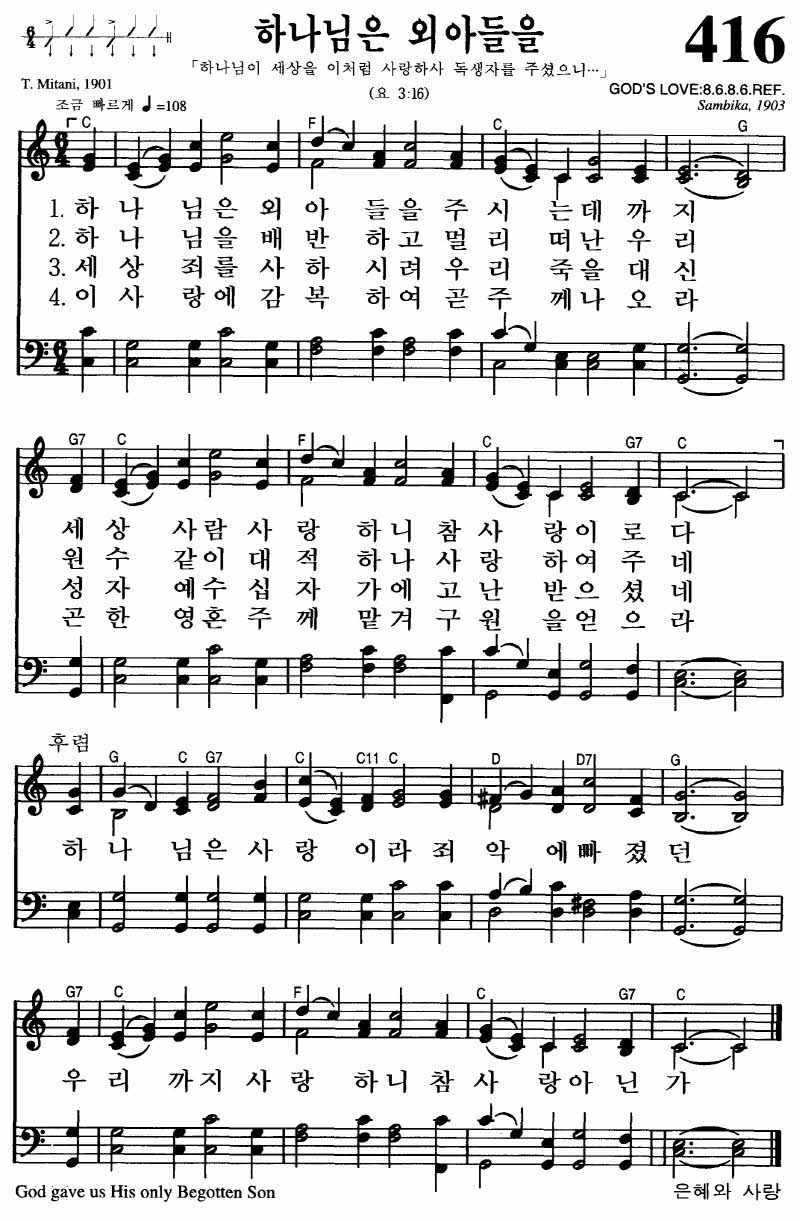 하나님은 외아들을
416
「하나님이 세상을 이처럼 사랑하사 독생자를 주셨으니…」
T. Mitani, 1901
(요 3:16)
GOD'S LOVE:8.6.8.6.REF.
조금 빠르게 ♩=108
Sambika, 1903
C F C G
1. 하 나 님 은 외 아 들 을 주 시 는 데 까 지
2. 하 나 님 을 배 반 하 고 멀 리 떠 난 우 리
3. 세 상 죄 를 사 하 시 려 우 리 죽 을 대 신
4. 이 사 랑 에 감 복 하 여 곧 주 께 나 오 라
G7 C F C G7 C
세 상 사 람 사 랑 하 니 참 사 랑 이 로 다
원 수 같 이 대 적 하 나 사 랑 하 여 주 네
성 자 예 수 십 자 가 에 고 난 받 으 셨 네
곤 한 영 혼 주 께 맡 겨 구 원 을 얻 으 라
후렴
G C G7 C C11 C D D7 G
하 나 님 은 사 랑 이 라 죄 악 에 빠 졌 던
G7 C F C G7 C
우 리 까 지 사 랑 하 니 참 사 랑 아 닌 가
God gave us His only Begotten Son
은혜와 사랑